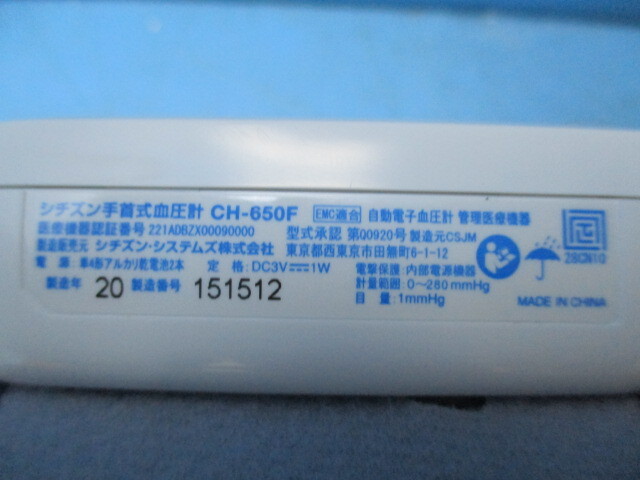 シチズン手首式血圧計 CH-650F EMC適合 自動電子血圧計 管理医療機器
医療機器認証番号 221ADBZX00090000 型式承認 第Q0920号 製造元CSJM
製造販売元 シチズン・システムズ株式会社 東京都西東京市田無町6-1-12
電源:単4形アルカリ乾電池2本 定格:DC3V 1W 電撃保護:内部電源機器
計量範囲:0~280mmHg
製造年 20 製造番号 151512 目量:1mmHg
MADE IN CHINA